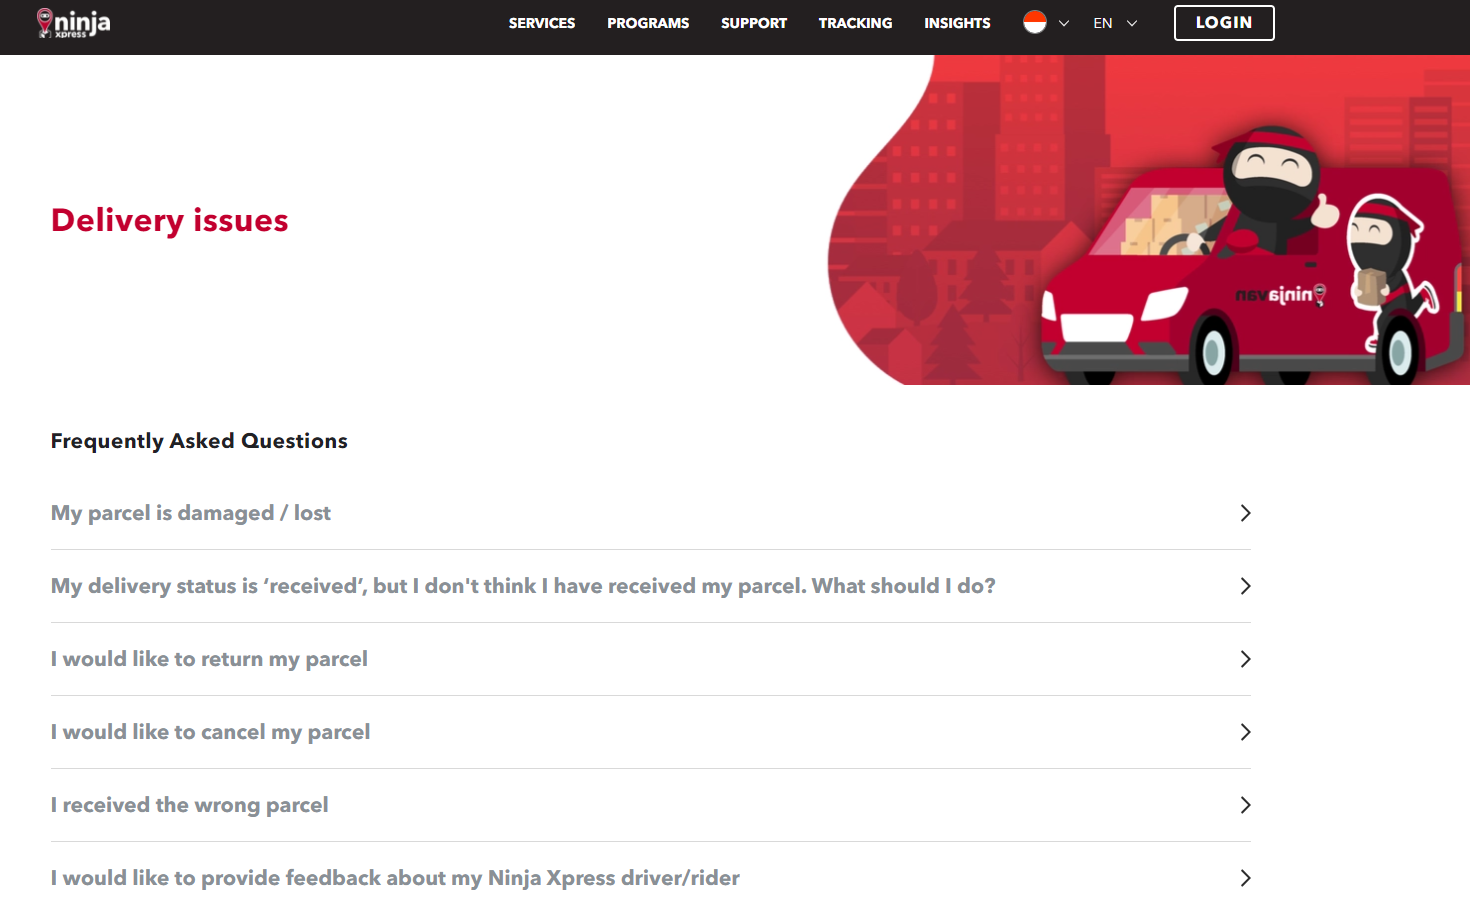 ninja
xpress
SERVICES
PROGRAMS
SUPPORT
TRACKING
INSIGHTS
EN
LOGIN
Delivery issues
ninjavan
Frequently Asked Questions
My parcel is damaged / lost
My delivery status is ‘received’, but I don't think I have received my parcel. What should I do?
I would like to return my parcel
I would like to cancel my parcel
I received the wrong parcel
I would like to provide feedback about my Ninja Xpress driver/rider